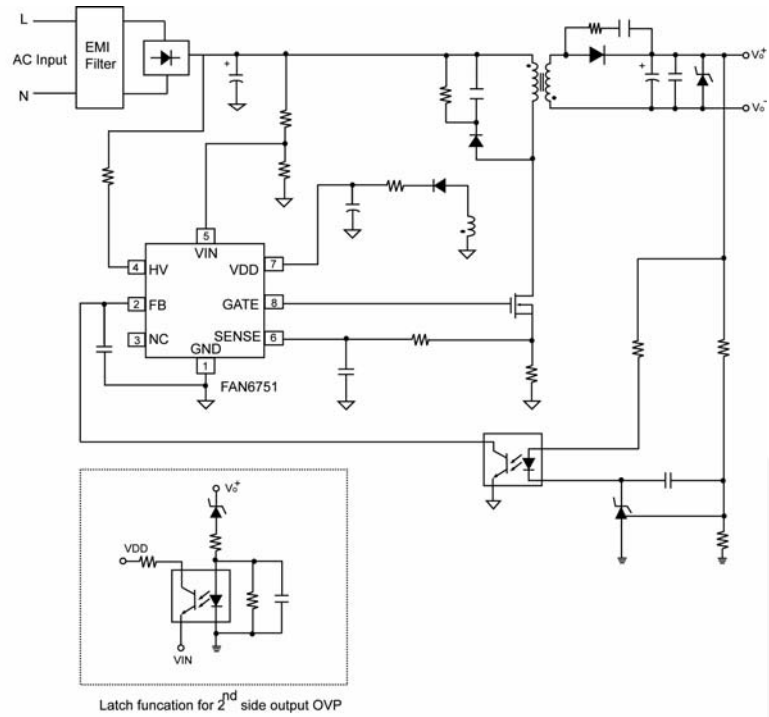 L
EMI
Filter
AC Input
N
Vo+
Vo-
5
VIN
4
HV
VDD
7
2
FB
GATE
8
3
NC
SENSE
6
GND
1
FAN6751
Vo+
VDD
VIN
Latch funcation for 2nd side output OVP